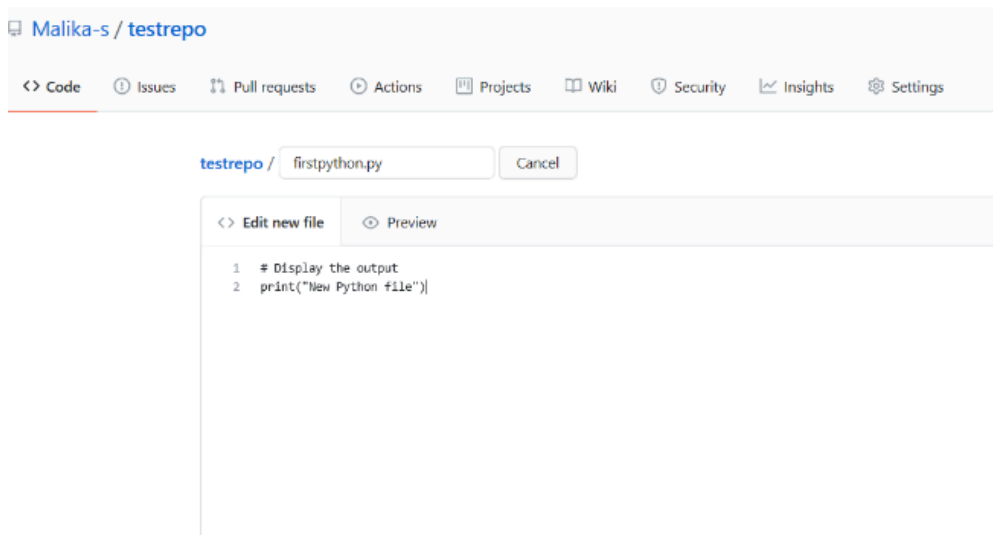 Malika-s / testrepo
Code Issues Pull requests Actions Projects Wiki Security Insights Settings
testrepo / firstpython.py Cancel
Edit new file Preview
1 # Display the output
2 print("New Python file")